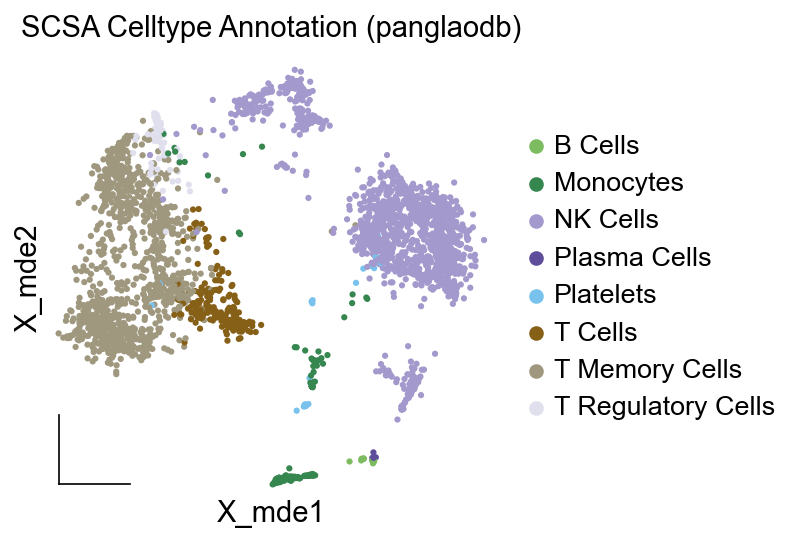 SCSA Celltype Annotation (panglaodb)
B Cells
Monocytes
NK Cells
Plasma Cells
Platelets
T Cells
T Memory Cells
T Regulatory Cells
X_mde2
X_mde1